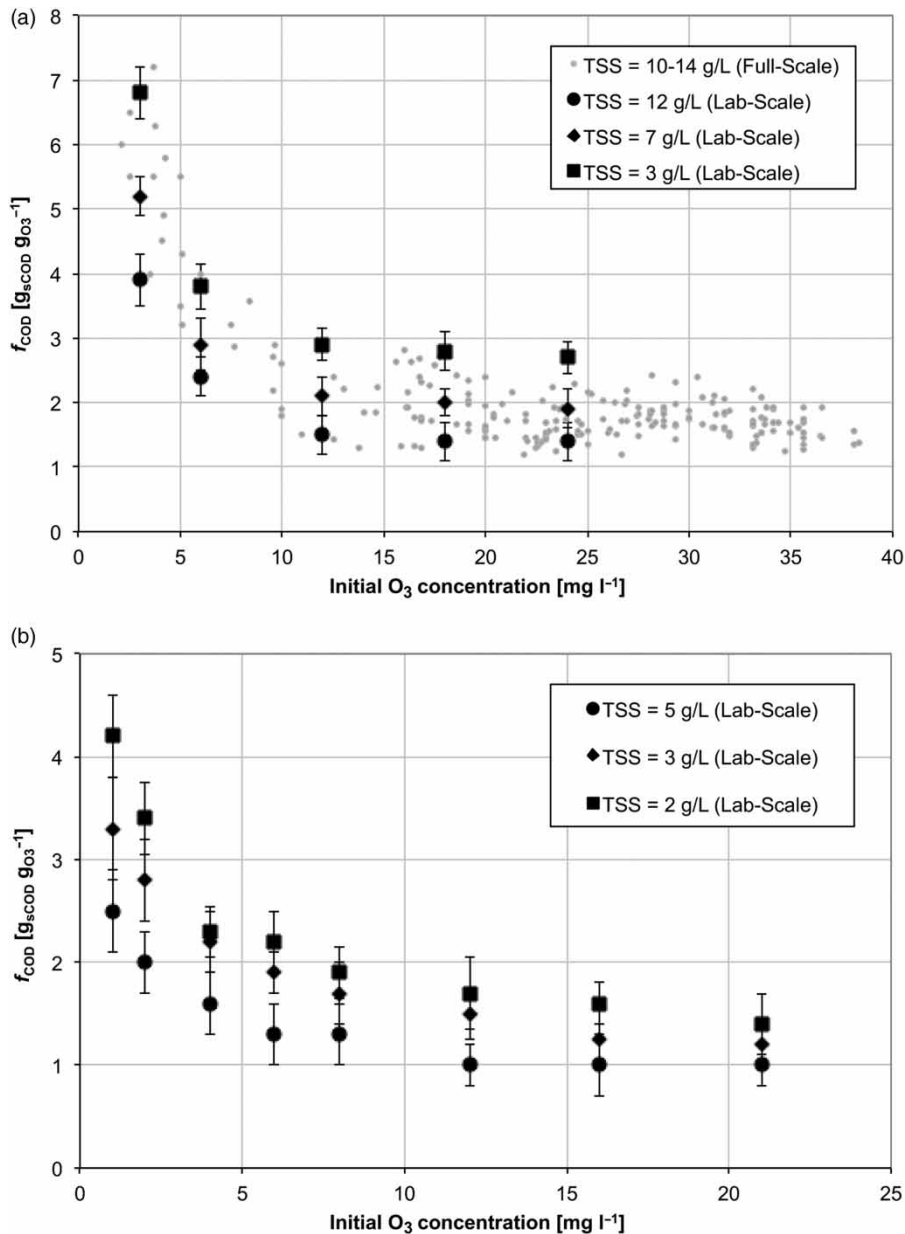 (a)
8
7
6
5
4
3
2
1
0
fCOD [gsCOD gO3⁻¹]
TSS = 10-14 g/L (Full-Scale)
TSS = 12 g/L (Lab-Scale)
TSS = 7 g/L (Lab-Scale)
TSS = 3 g/L (Lab-Scale)
0 5 10 15 20 25 30 35 40
Initial O₃ concentration [mg l⁻¹]
(b)
5
4
3
2
1
0
fCOD [gsCOD gO3⁻¹]
TSS = 5 g/L (Lab-Scale)
TSS = 3 g/L (Lab-Scale)
TSS = 2 g/L (Lab-Scale)
0 5 10 15 20 25
Initial O₃ concentration [mg l⁻¹]